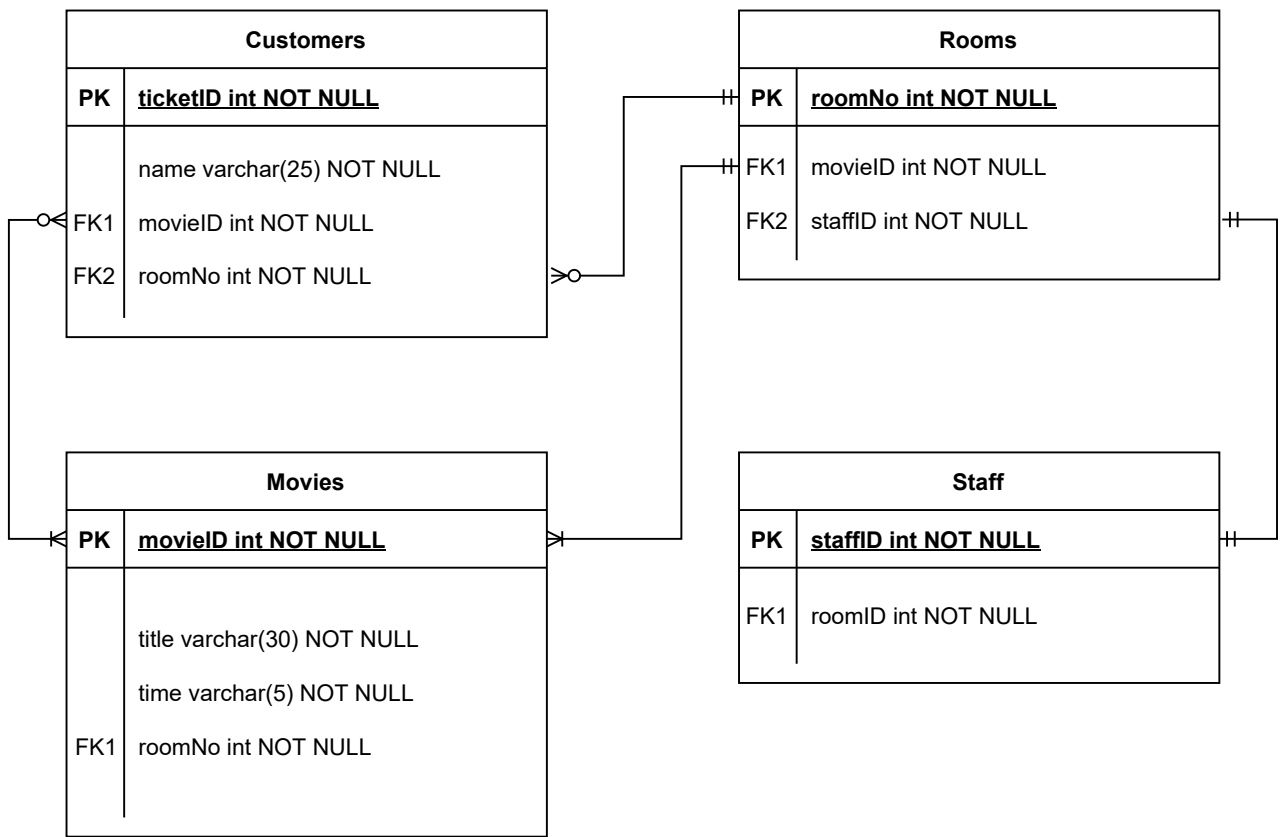 Customers
PK ticketID int NOT NULL
name varchar(25) NOT NULL
FK1 movieID int NOT NULL
FK2 roomNo int NOT NULL
Rooms
PK roomNo int NOT NULL
FK1 movieID int NOT NULL
FK2 staffID int NOT NULL
Movies
PK movieID int NOT NULL
title varchar(30) NOT NULL
time varchar(5) NOT NULL
FK1 roomNo int NOT NULL
Staff
PK staffID int NOT NULL
FK1 roomID int NOT NULL